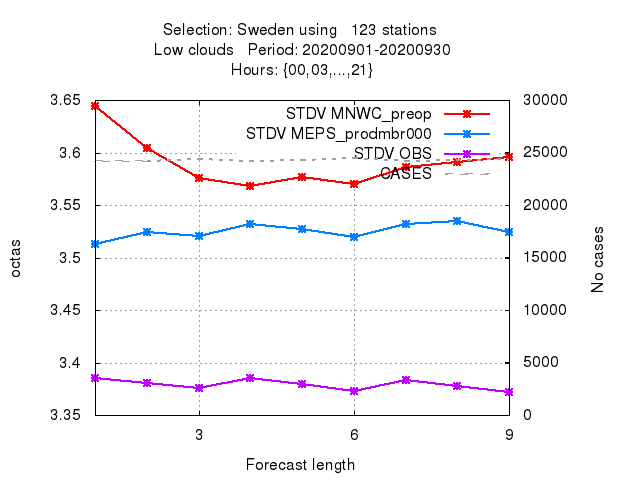 Selection: Sweden using 123 stations
Low clouds Period: 20200901-20200930
Hours: {00,03,...,21}
STDV MNWC_preop
STDV MEPS_prodmbr000
STDV OBS
CASES
3.65
3.6
3.55
3.5
3.45
3.4
3.35
30000
25000
20000
15000
10000
5000
0
octas
No cases
3
6
9
Forecast length